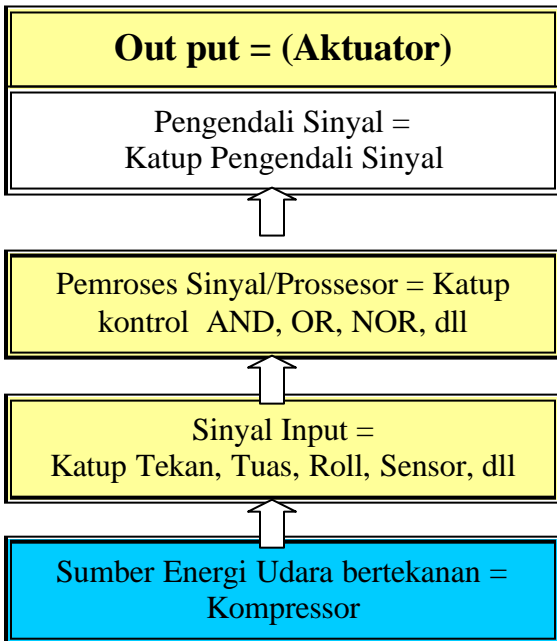 Out put = (Aktuator)
Pengendali Sinyal =
Katup Pengendali Sinyal
Pemroses Sinyal/Prossesor = Katup
kontrol AND, OR, NOR, dll
Sinyal Input =
Katup Tekan, Tuas, Roll, Sensor, dll
Sumber Energi Udara bertekanan =
Kompressor